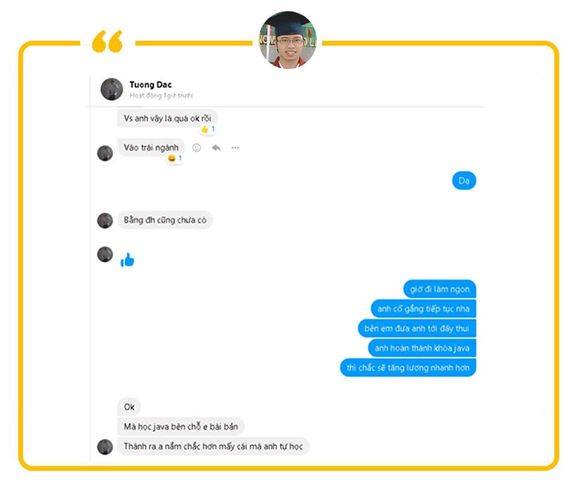 Tuong Dac
Hoạt động 1 giờ trước
Vs anh vậy là quá ok rồi
1
Vào trái ngành
1
Dạ
Bằng đh cũng chưa có
giờ đi làm ngon
anh cố gắng tiếp tục nha
bên em đưa anh tới đây thui
anh hoàn thành khóa java
thì chắc sẽ tăng lương nhanh hơn
Ok
Mà học java bên chỗ e bài bản
Thành ra a nắm chắc hơn mấy cái mà anh tự học